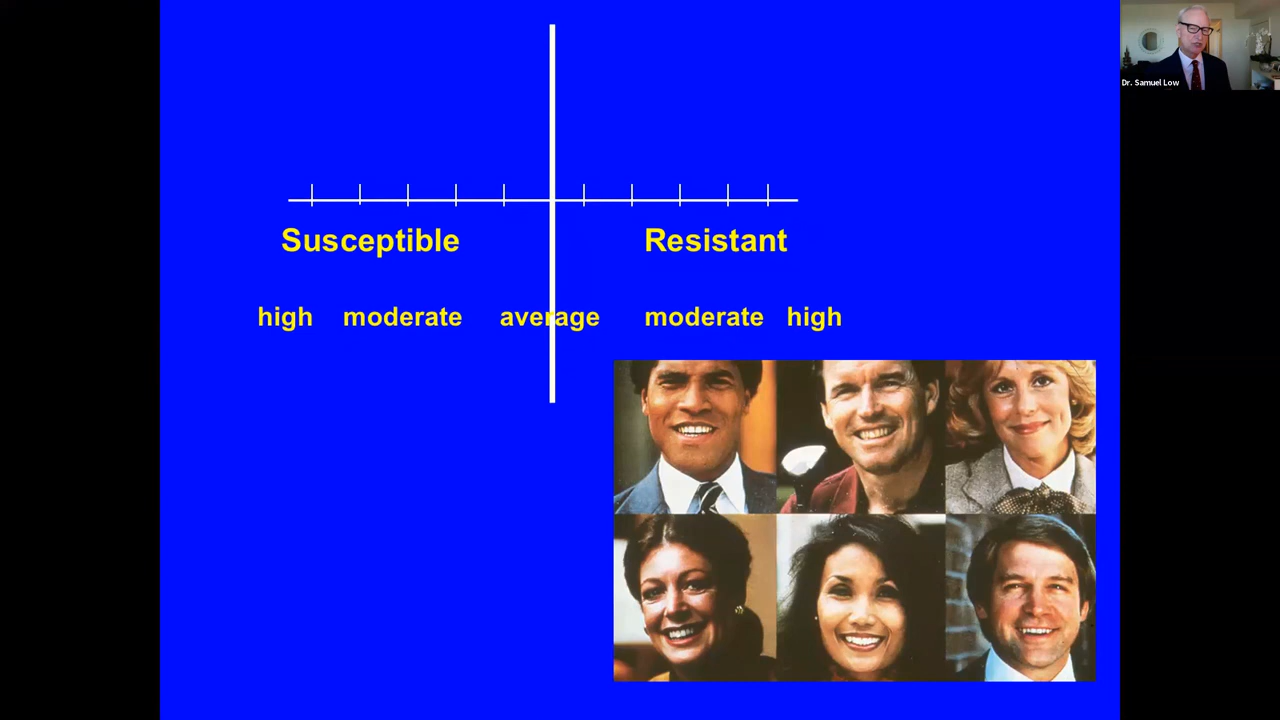 Dr. Samuel Low
Susceptible Resistant
high moderate average moderate high